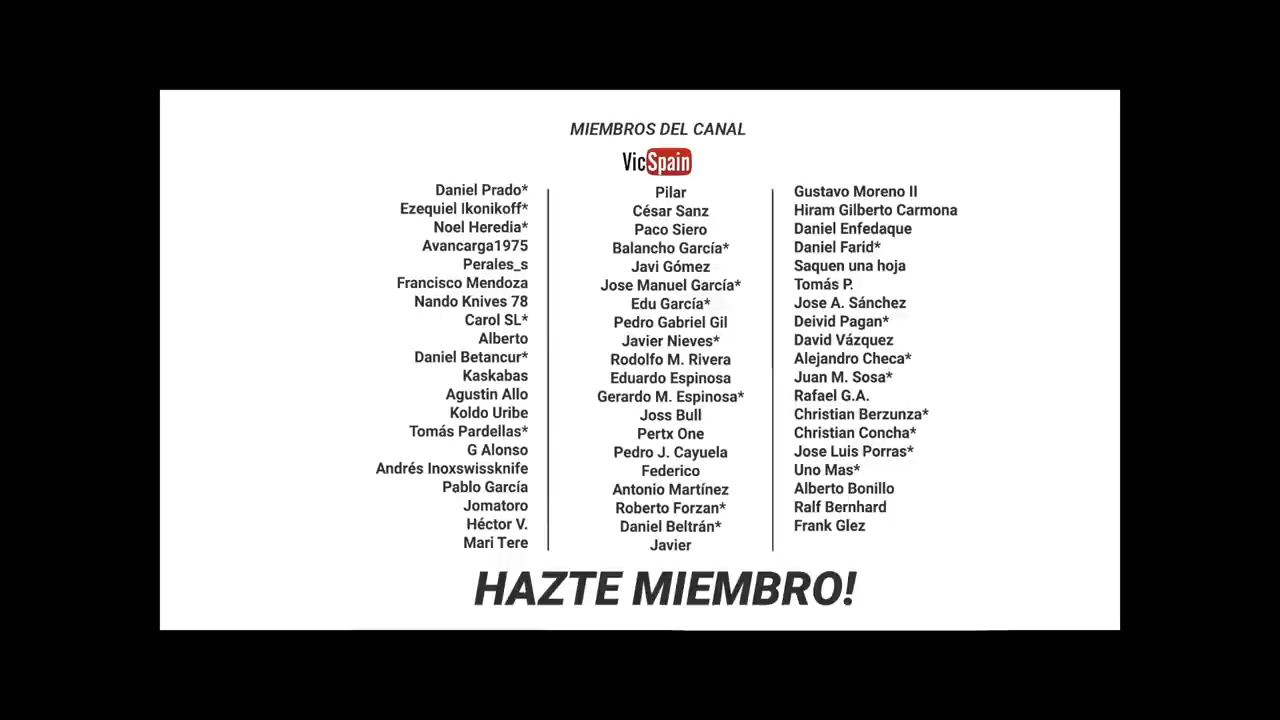 MIEMBROS DEL CANAL
VicSpain
Daniel Prado*
Ezequiel Ikonikoff*
Noel Heredia*
Avancarga1975
Perales_s
Francisco Mendoza
Nando Knives 78
Carol SL*
Alberto
Daniel Betancur*
Kaskabas
Agustin Allo
Koldo Uribe
Tomás Pardellas*
G Alonso
Andrés Inoxswissknife
Pablo García
Jomatoro
Héctor V.
Mari Tere
Pilar
César Sanz
Paco Siero
Balancho García*
Javi Gómez
Jose Manuel García*
Edu García*
Pedro Gabriel Gil
Javier Nieves*
Rodolfo M. Rivera
Eduardo Espinosa
Gerardo M. Espinosa*
Joss Bull
Pertx One
Pedro J. Cayuela
Federico
Antonio Martínez
Roberto Forzan*
Daniel Beltrán*
Javier
Gustavo Moreno II
Hiram Gilberto Carmona
Daniel Enfedaque
Daniel Farid*
Saquen una hoja
Tomás P.
Jose A. Sánchez
Deivid Pagan*
David Vázquez
Alejandro Checa*
Juan M. Sosa*
Rafael G.A.
Christian Berzunza*
Christian Concha*
Jose Luis Porras*
Uno Mas*
Alberto Bonillo
Ralf Bernhard
Frank Glez
HAZTE MIEMBRO!